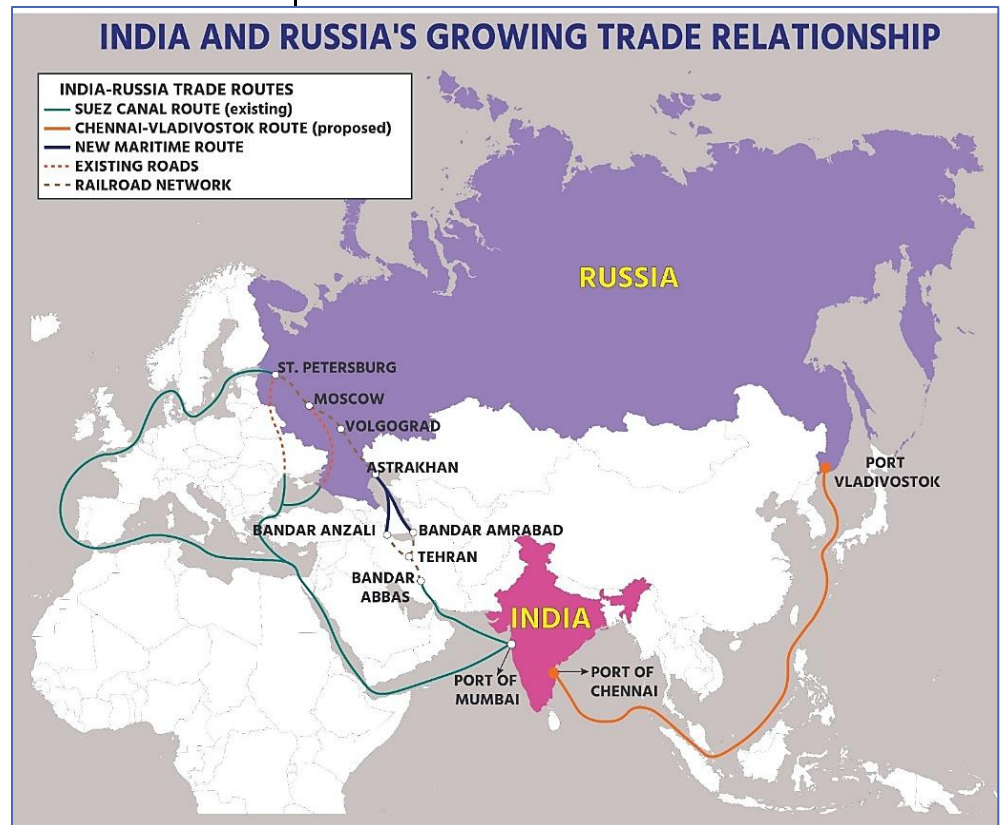 INDIA AND RUSSIA'S GROWING TRADE RELATIONSHIP
INDIA-RUSSIA TRADE ROUTES
SUEZ CANAL ROUTE (existing)
CHENNAI-VLADIVOSTOK ROUTE (proposed)
NEW MARITIME ROUTE
EXISTING ROADS
RAILROAD NETWORK
RUSSIA
ST. PETERSBURG
MOSCOW
VOLGOGRAD
ASTRAKHAN
PORT
VLADIVOSTOK
BANDAR ANZALI
BANDAR AMRABAD
TEHRAN
BANDAR
ABBAS
INDIA
PORT OF
MUMBAI
PORT OF
CHENNAI